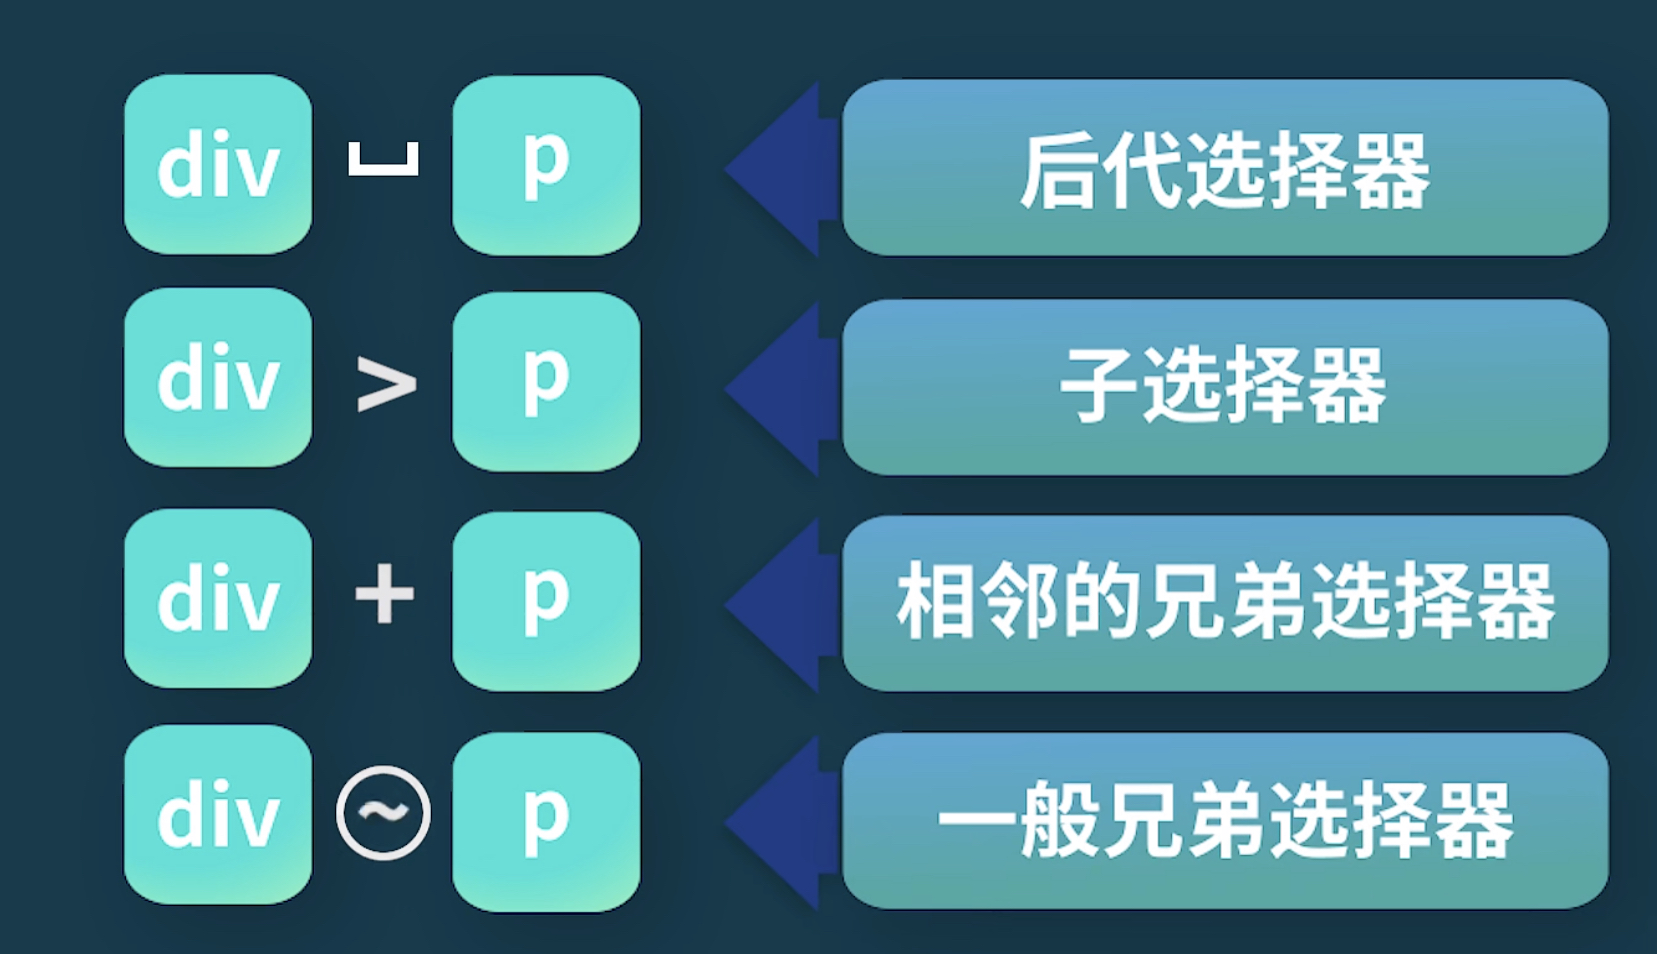 div ␣ p 后代选择器
div > p 子选择器
div + p 相邻的兄弟选择器
div ~ p 一般兄弟选择器